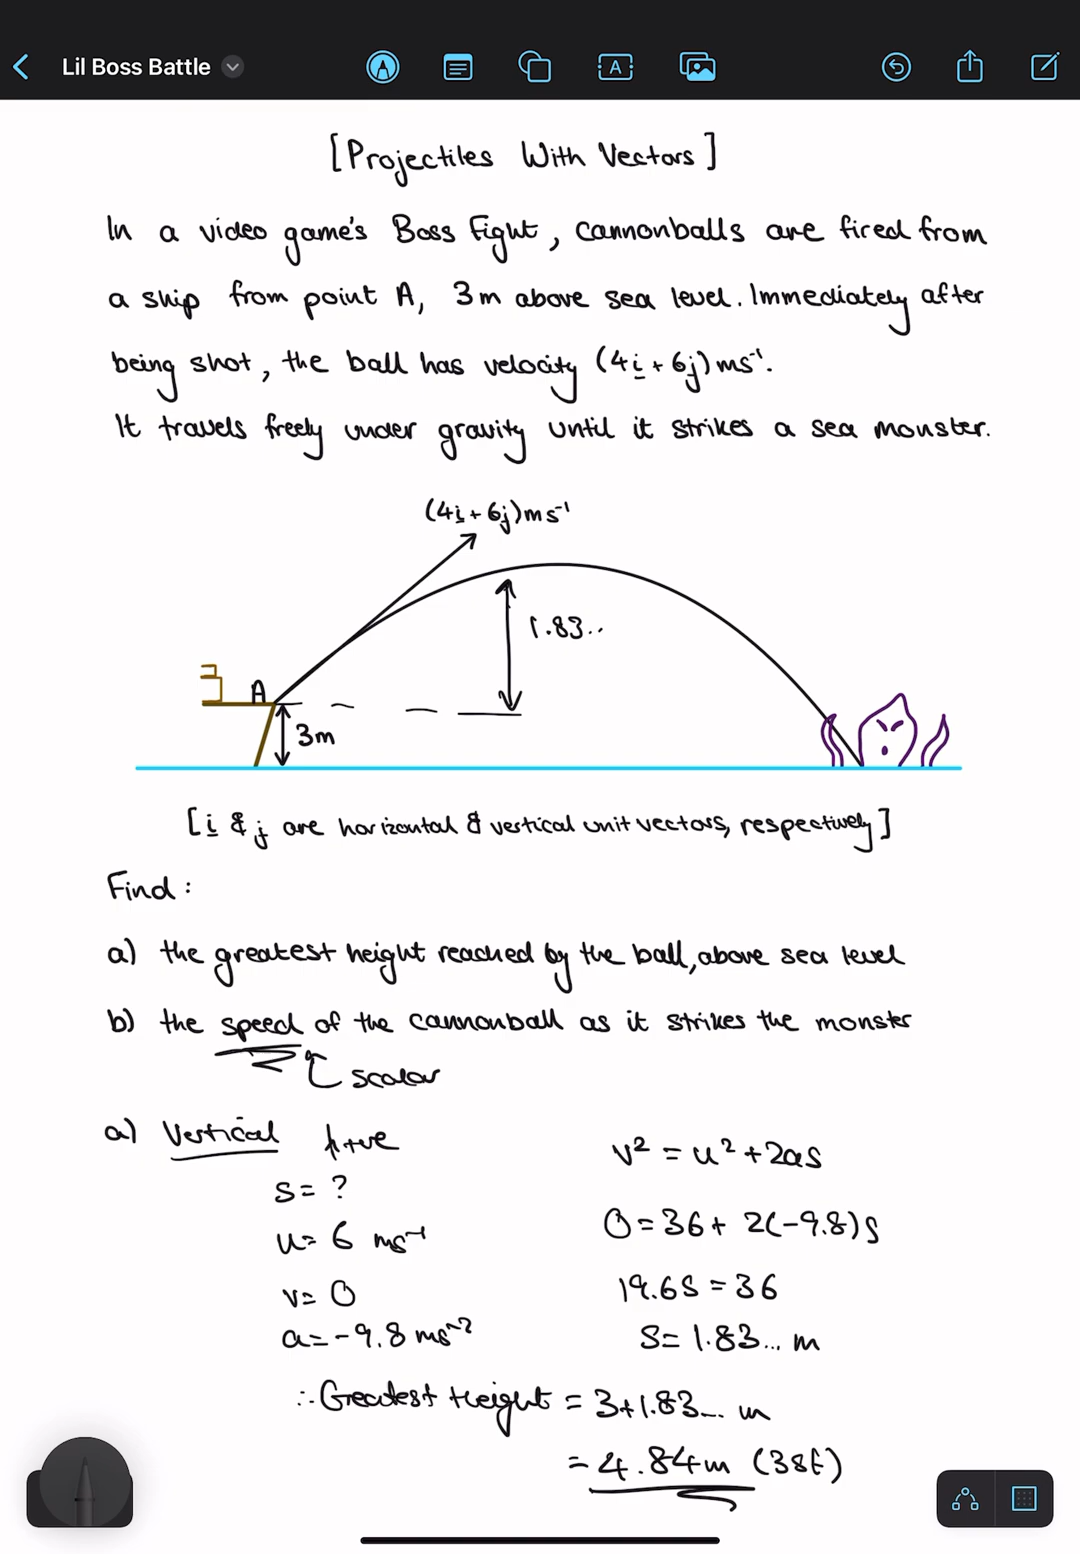 Lil Boss Battle
A
[Projectiles With Vectors]
In a video game's Boss Fight, cannonballs are fired from
a ship from point A, 3m above sea level. Immediately after
being shot, the ball has velocity (4i + 6j) ms⁻¹.
It travels freely under gravity until it strikes a sea monster.
(4i + 6j) ms⁻¹
1.83..
A
3m
[i & j are horizontal & vertical unit vectors, respectively]
Find:
a) the greatest height reached by the ball, above sea level
b) the speed of the cannonball as it strikes the monster
scalar
a) Vertical ↑+ve
s = ?
u = 6 ms⁻¹
v = 0
a = -9.8 ms⁻²
v² = u² + 2as
0 = 36 + 2(-9.8)s
19.6s = 36
s = 1.83... m
∴ Greatest Height = 3+1.83... m
= 4.84m (3sf)